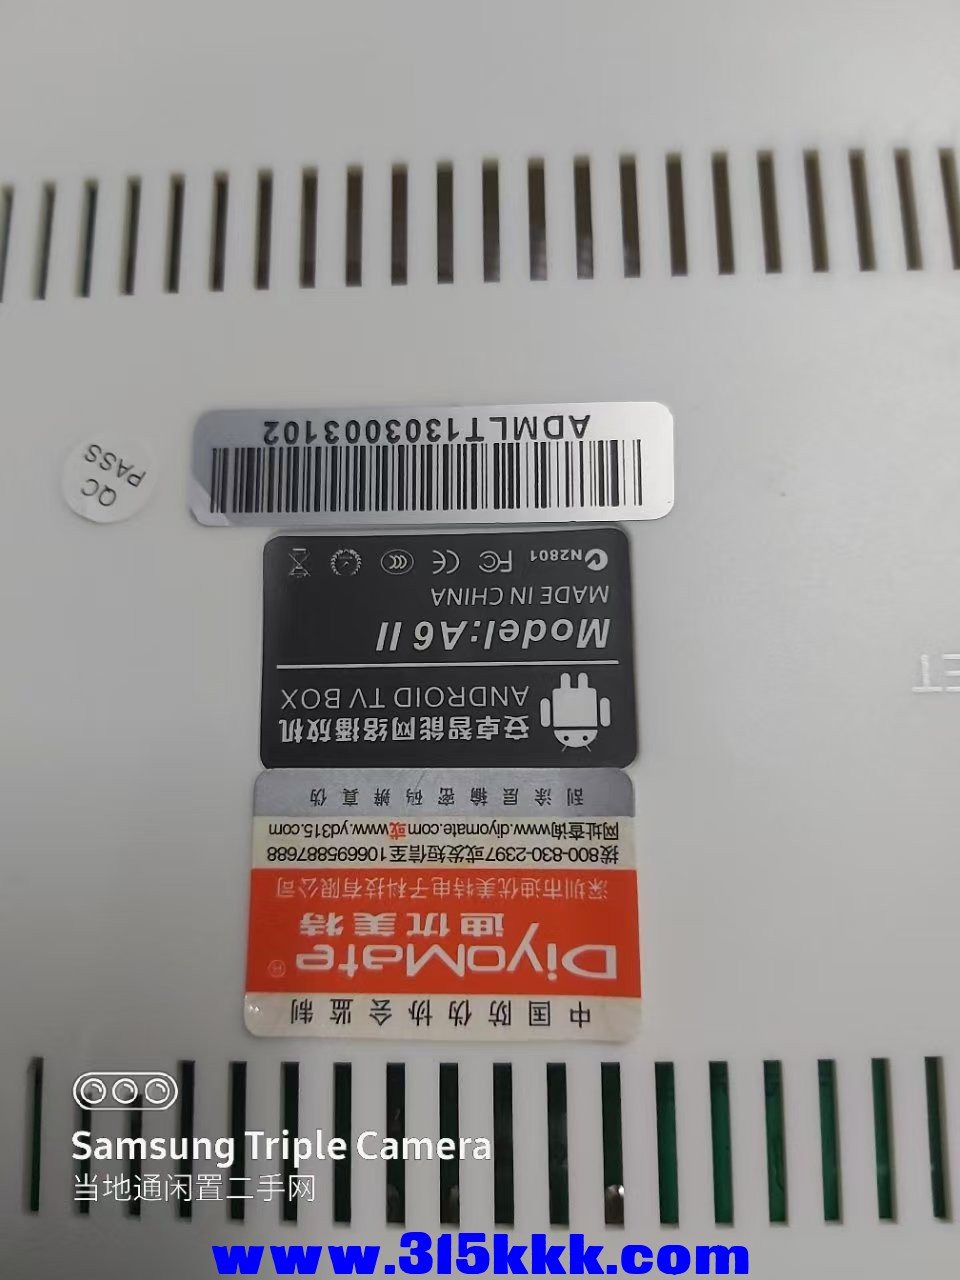 中国防伪协会监制
DiyoMate®
迪优美特
深圳市迪优美特电子科技有限公司
拨800-830-2397或发短信至1066958876​88
网址查询www.diyomate.com或www.yd315.com
刮涂层输密码辨真伪
安卓智能网络播放机
ANDROID TV BOX
Model:A6 II
MADE IN CHINA
N2801 FC CE CCC
ADMLT1303003102
QC
PASS
ET
Samsung Triple Camera
当地通闲置二手网
www.315kkk.com